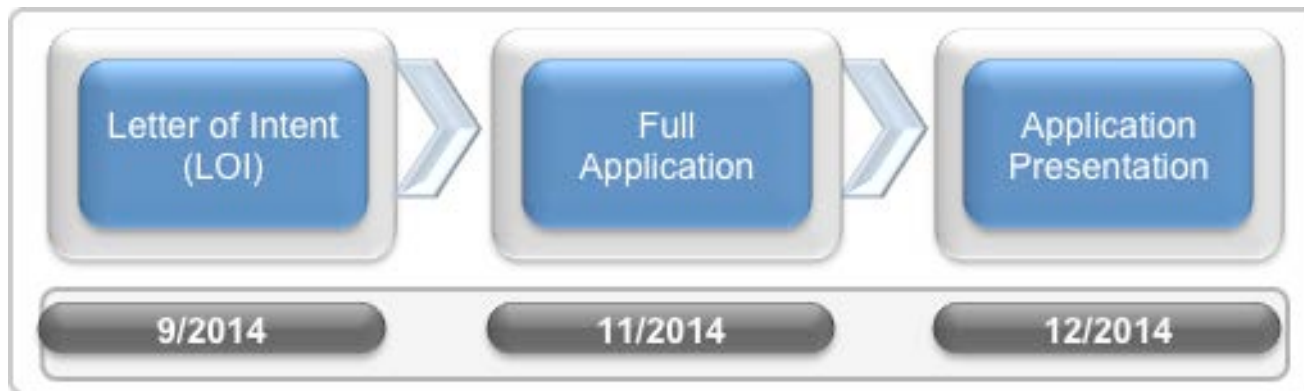 Letter of Intent
(LOI)
Full
Application
Application
Presentation
9/2014
11/2014
12/2014